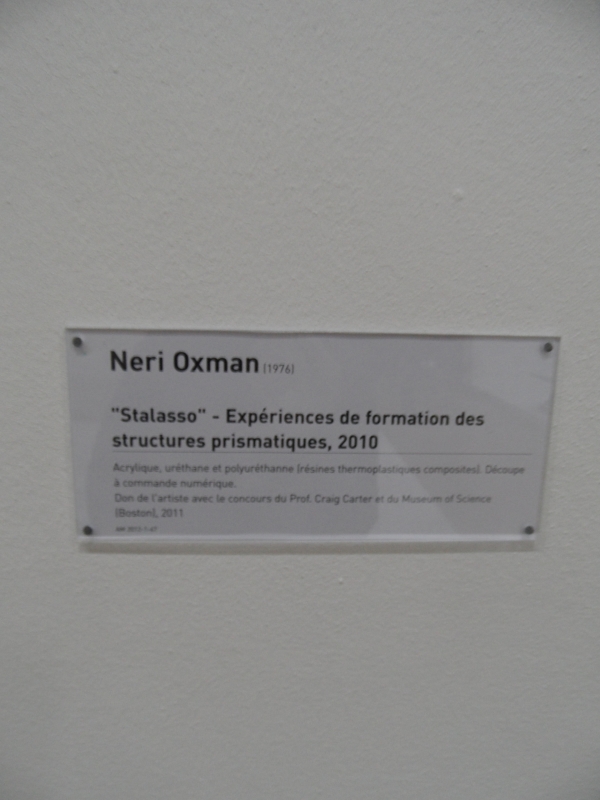 Neri Oxman (1976)
"Stalasso" - Expériences de formation des
structures prismatiques, 2010
Acrylique, uréthane et polyuréthanne (résines thermoplastiques composites). Découpe
à commande numérique.
Don de l'artiste avec le concours du Prof. Craig Carter et du Museum of Science
(Boston), 2011